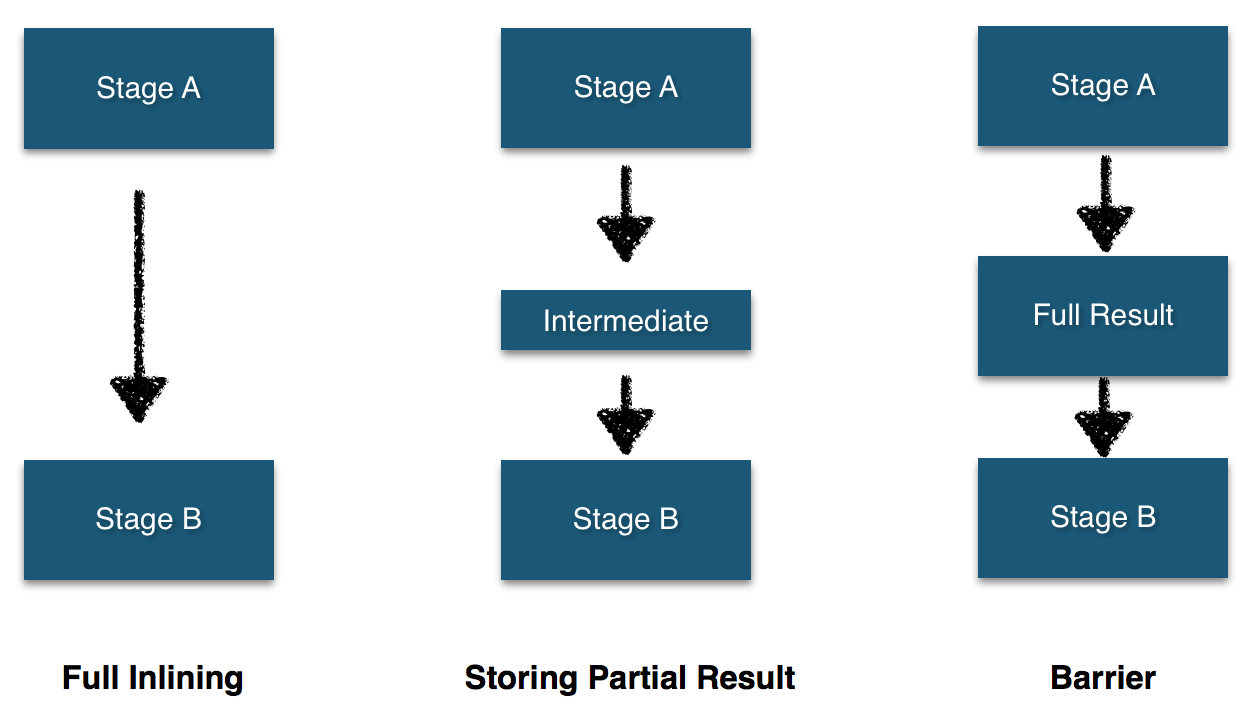 Stage A
Stage A
Stage A
Intermediate
Full Result
Stage B
Stage B
Stage B
Full Inlining
Storing Partial Result
Barrier